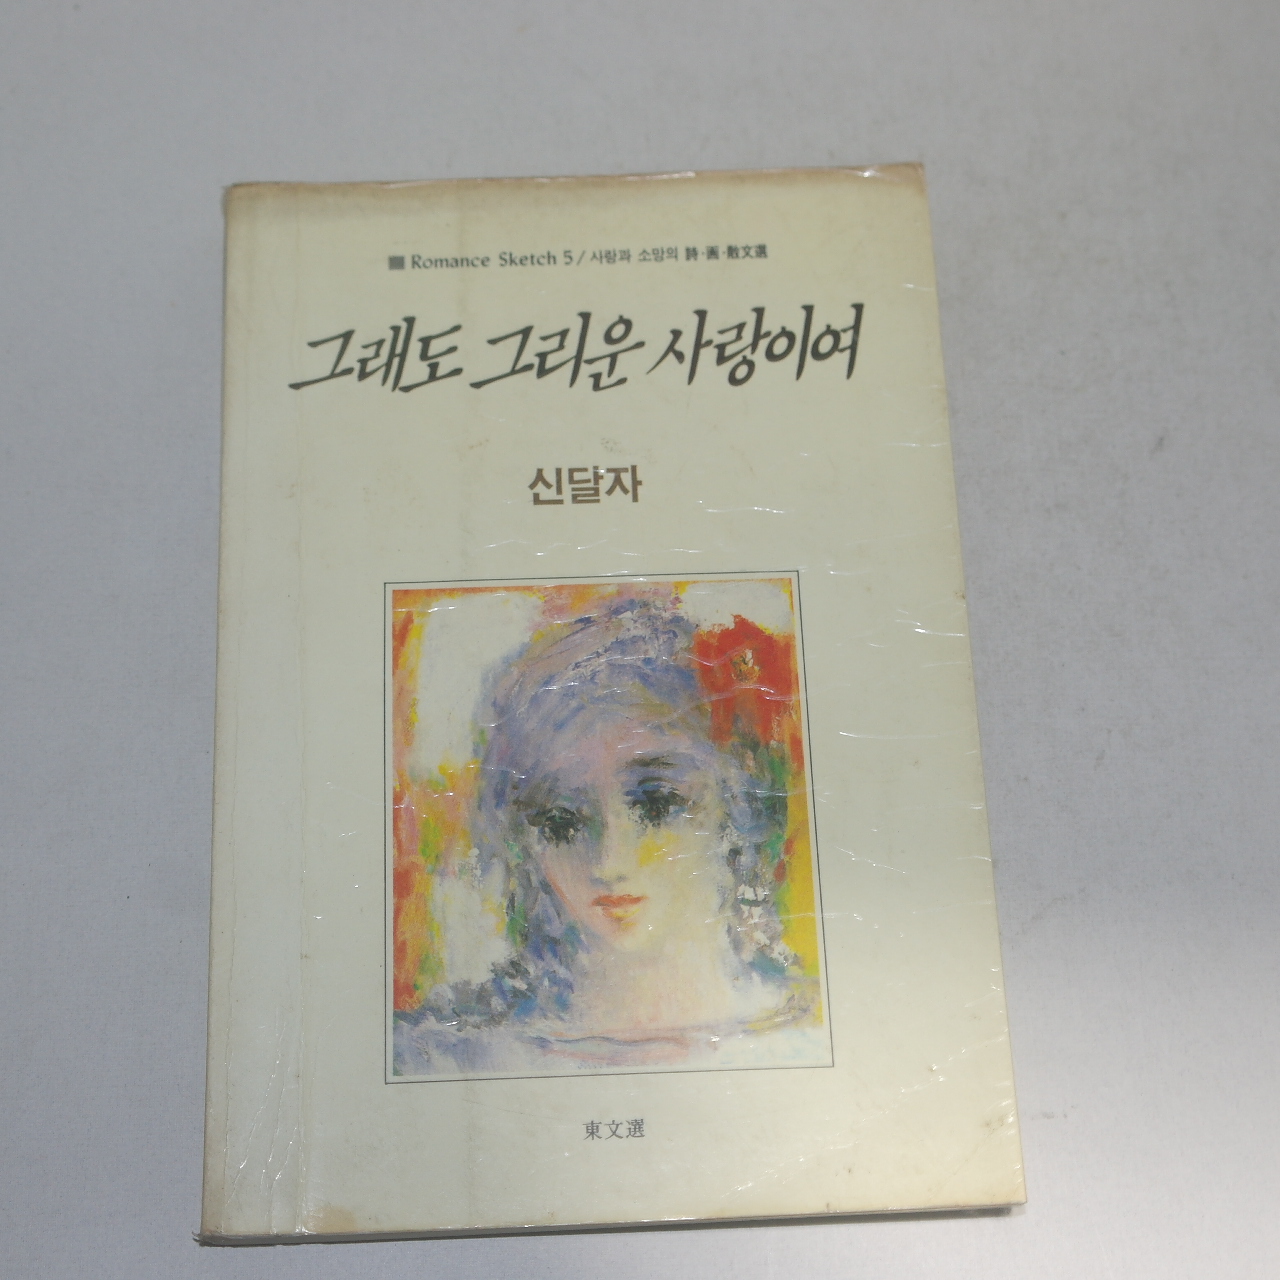 ■ Romance Sketch 5 / 사랑과 소망의 詩·画·散文選
그래도 그리운 사랑이여
신달자
東文選